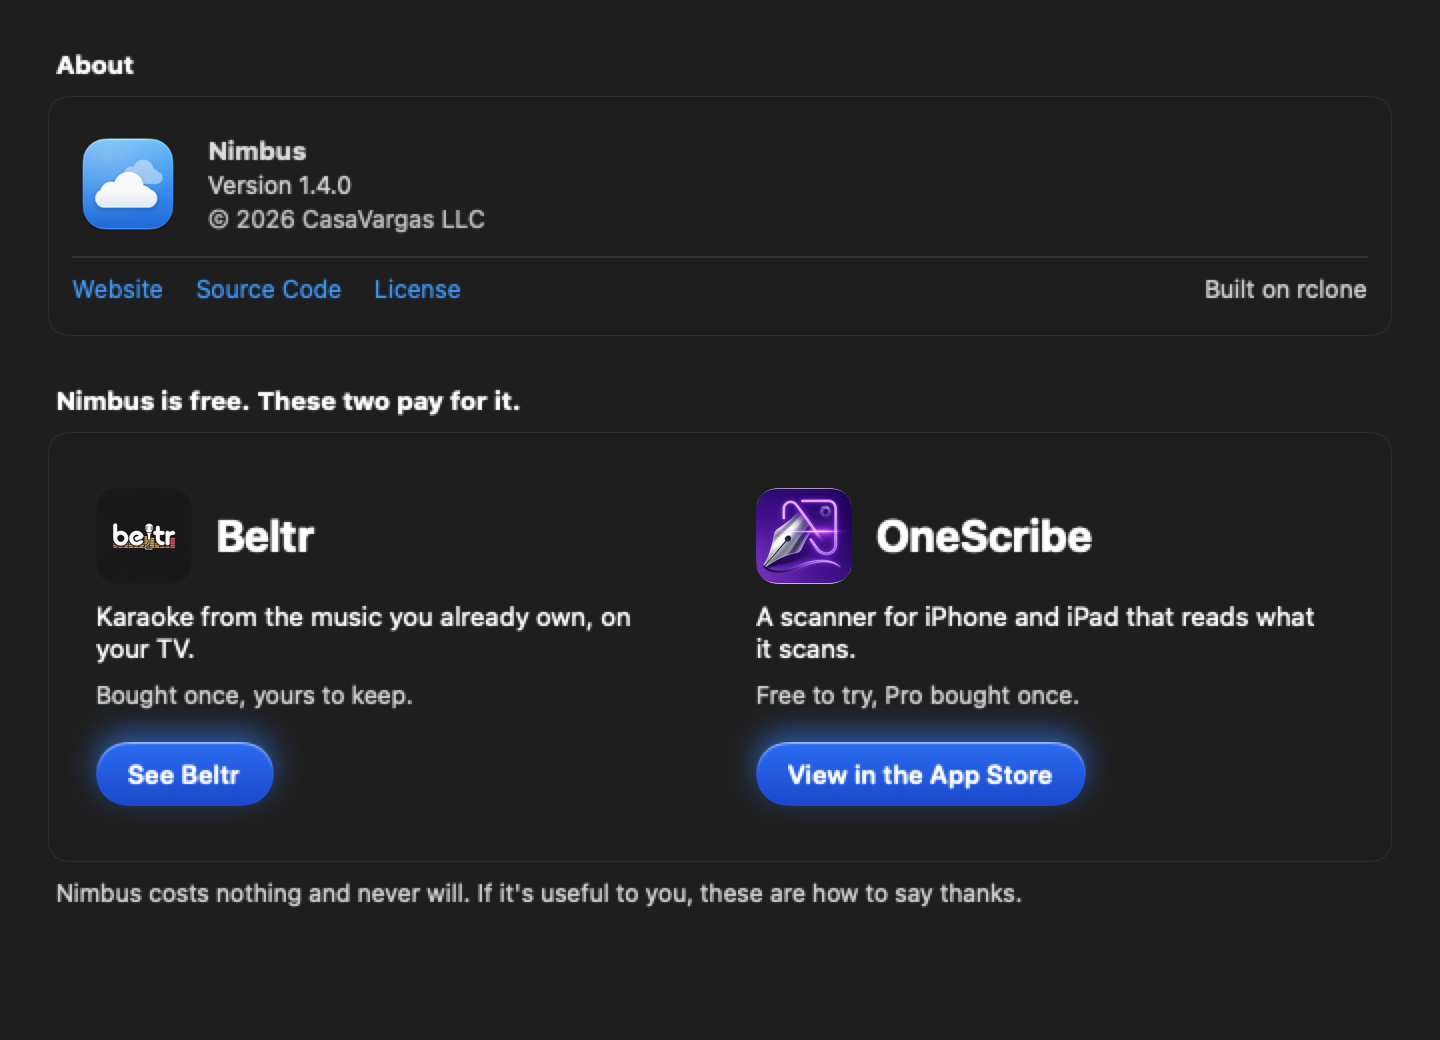 About
Nimbus
Version 1.4.0
© 2026 CasaVargas LLC
Website Source Code License Built on rclone
Nimbus is free. These two pay for it.
beltr
Beltr
Karaoke from the music you already own, on
your TV.
Bought once, yours to keep.
See Beltr
OneScribe
A scanner for iPhone and iPad that reads what
it scans.
Free to try, Pro bought once.
View in the App Store
Nimbus costs nothing and never will. If it's useful to you, these are how to say thanks.